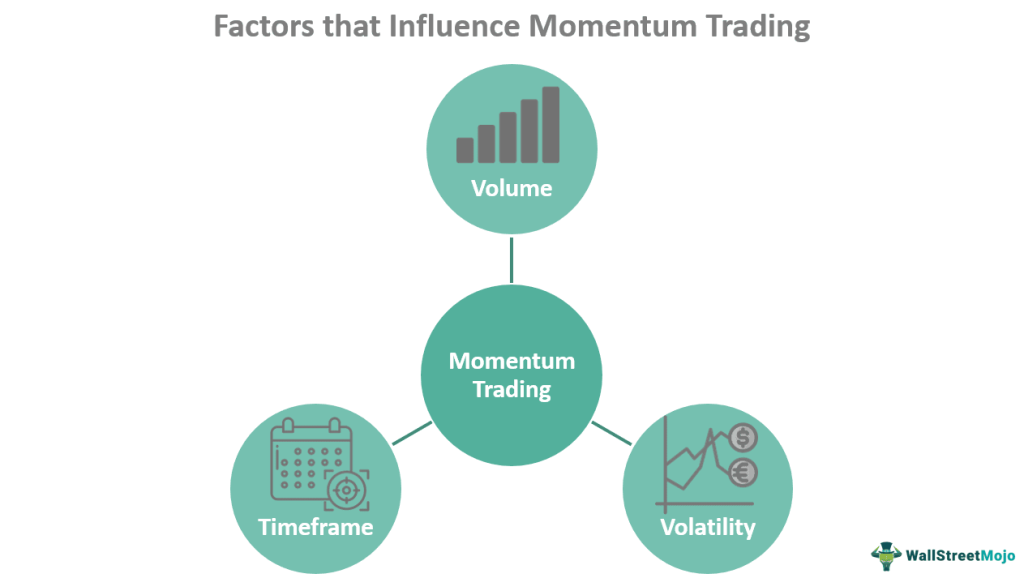 Factors that Influence Momentum Trading
Volume
Momentum
Trading
Timeframe
$
€
Volatility
WallStreetMojo